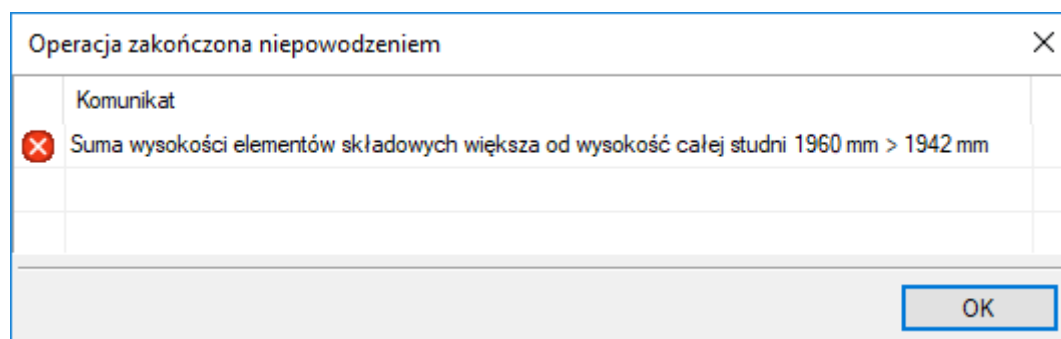 Operacja zakończona niepowodzeniem
Komunikat
Suma wysokości elementów składowych większa od wysokość całej studni 1960 mm > 1942 mm
OK